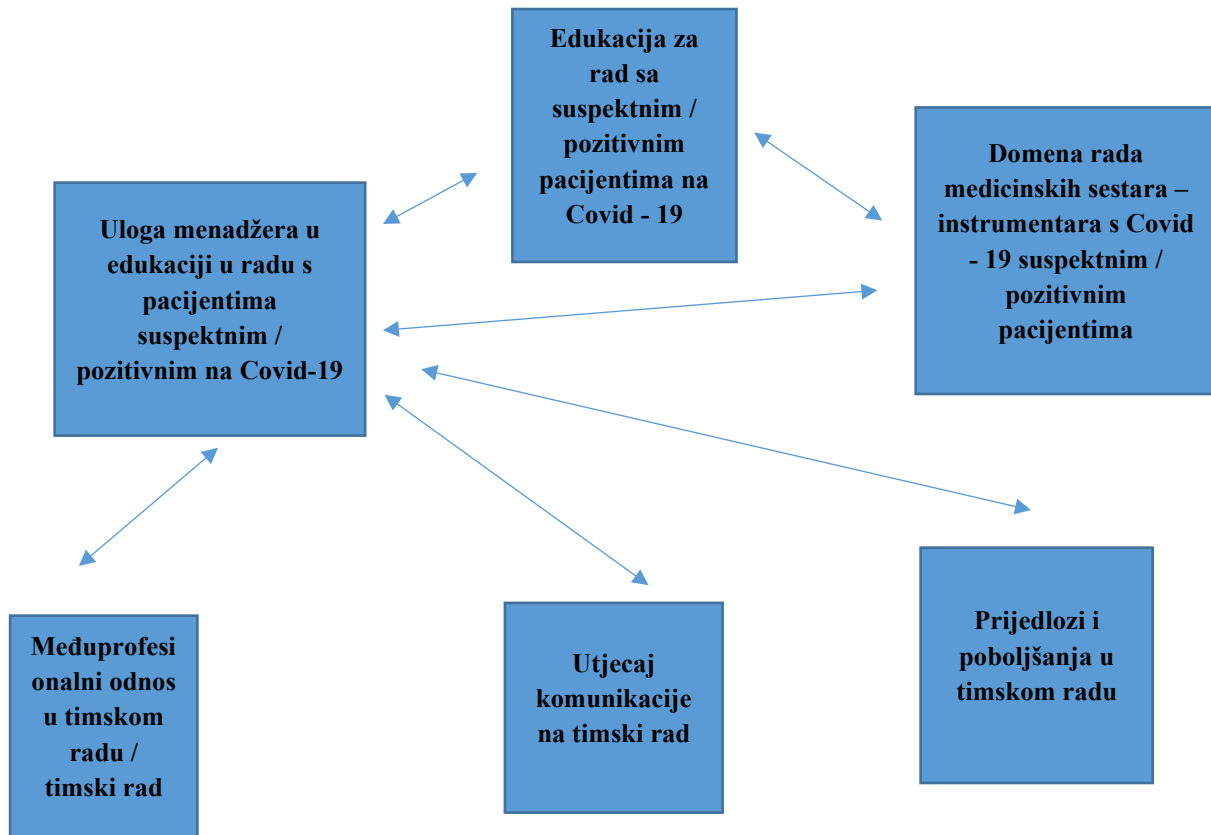 Edukacija za
rad sa
suspektnim /
pozitivnim
pacijentima na
Covid - 19
Uloga menadžera u
edukaciji u radu s
pacijentima
suspektnim /
pozitivnim na Covid-19
Domena rada
medicinskih sestara –
instrumentara s Covid
- 19 suspektnim /
pozitivnim
pacijentima
Međuprofesi
onalni odnos
u timskom
radu /
timski rad
Utjecaj
komunikacije
na timski rad
Prijedlozi i
poboljšanja u
timskom radu